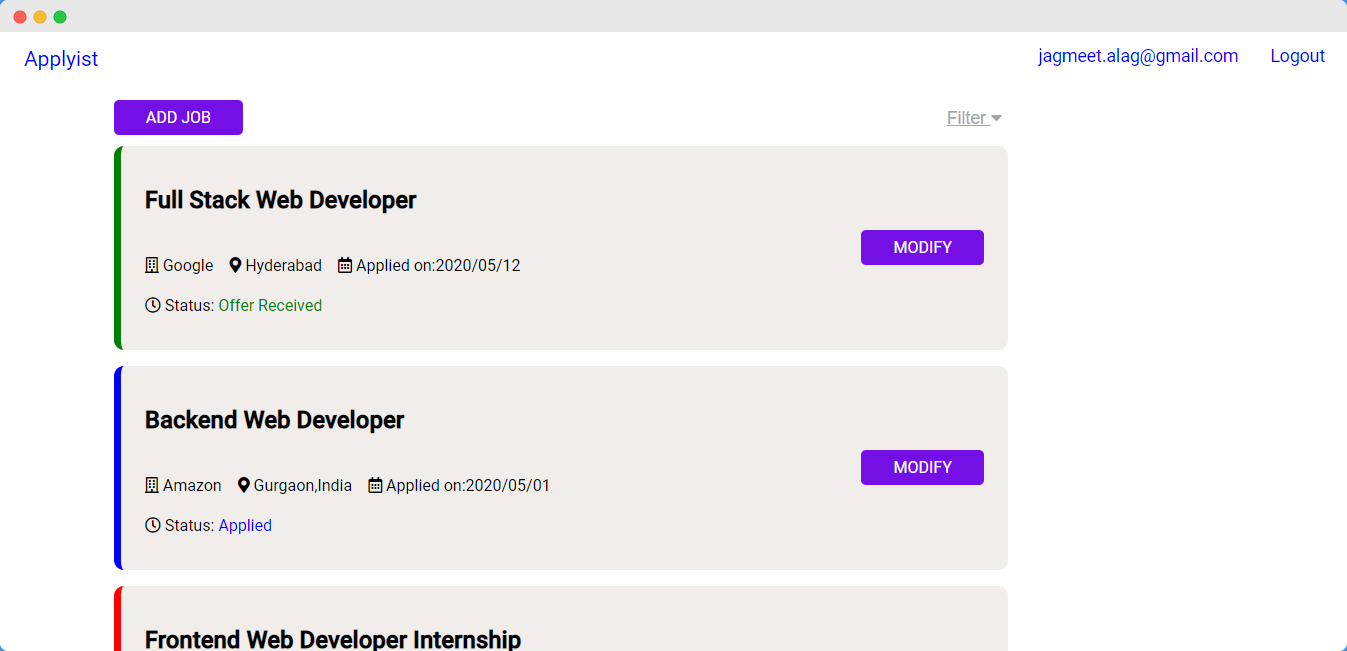 Applyist
jagmeet.alag@gmail.com Logout
ADD JOB
Filter
Full Stack Web Developer
MODIFY
Google Hyderabad Applied on:2020/05/12
Status: Offer Received
Backend Web Developer
MODIFY
Amazon Gurgaon,India Applied on:2020/05/01
Status: Applied
Frontend Web Developer Internship